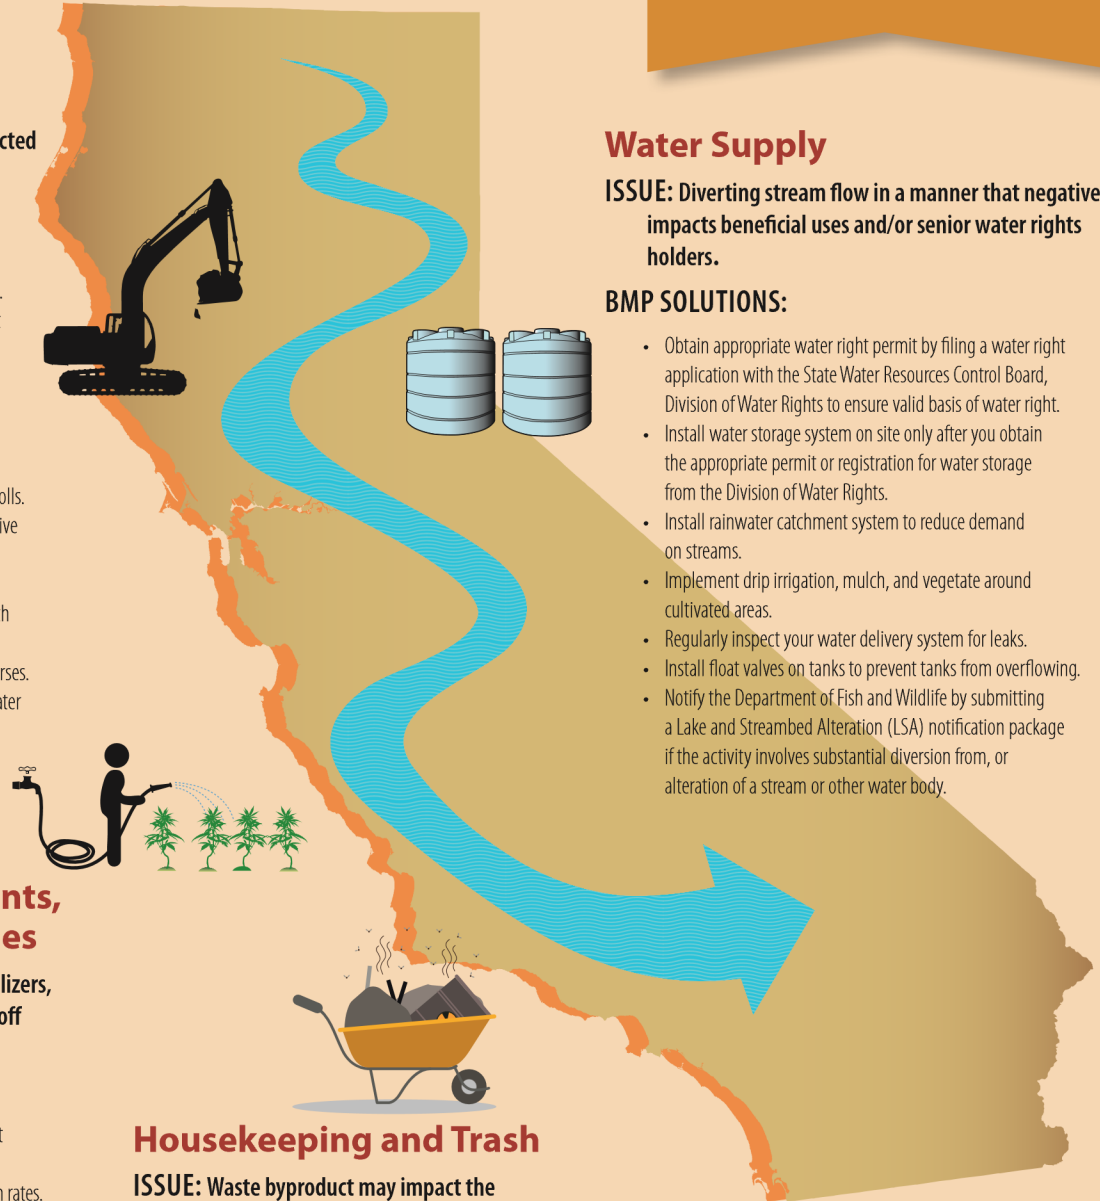 cted
olls.
ive
h
rses.
ater
nts,
es
lizers,
off
t
n rates.
Water Supply
ISSUE: Diverting stream flow in a manner that negative
impacts beneficial uses and/or senior water rights
holders.
BMP SOLUTIONS:
• Obtain appropriate water right permit by filing a water right
application with the State Water Resources Control Board,
Division of Water Rights to ensure valid basis of water right.
• Install water storage system on site only after you obtain
the appropriate permit or registration for water storage
from the Division of Water Rights.
• Install rainwater catchment system to reduce demand
on streams.
• Implement drip irrigation, mulch, and vegetate around
cultivated areas.
• Regularly inspect your water delivery system for leaks.
• Install float valves on tanks to prevent tanks from overflowing.
• Notify the Department of Fish and Wildlife by submitting
a Lake and Streambed Alteration (LSA) notification package
if the activity involves substantial diversion from, or
alteration of a stream or other water body.
Housekeeping and Trash
ISSUE: Waste byproduct may impact the